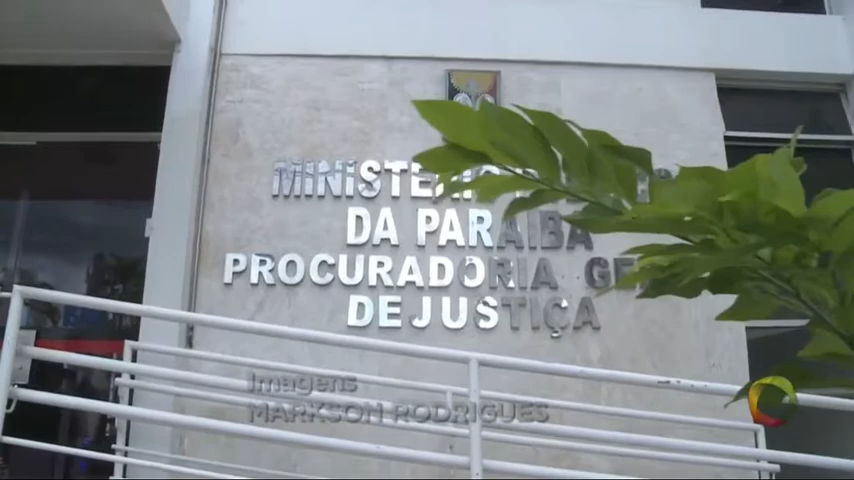 DA PARAIBA
PROCURADORIA
DE JUSTIÇA
Imagens
MARKSON RODRIGUES